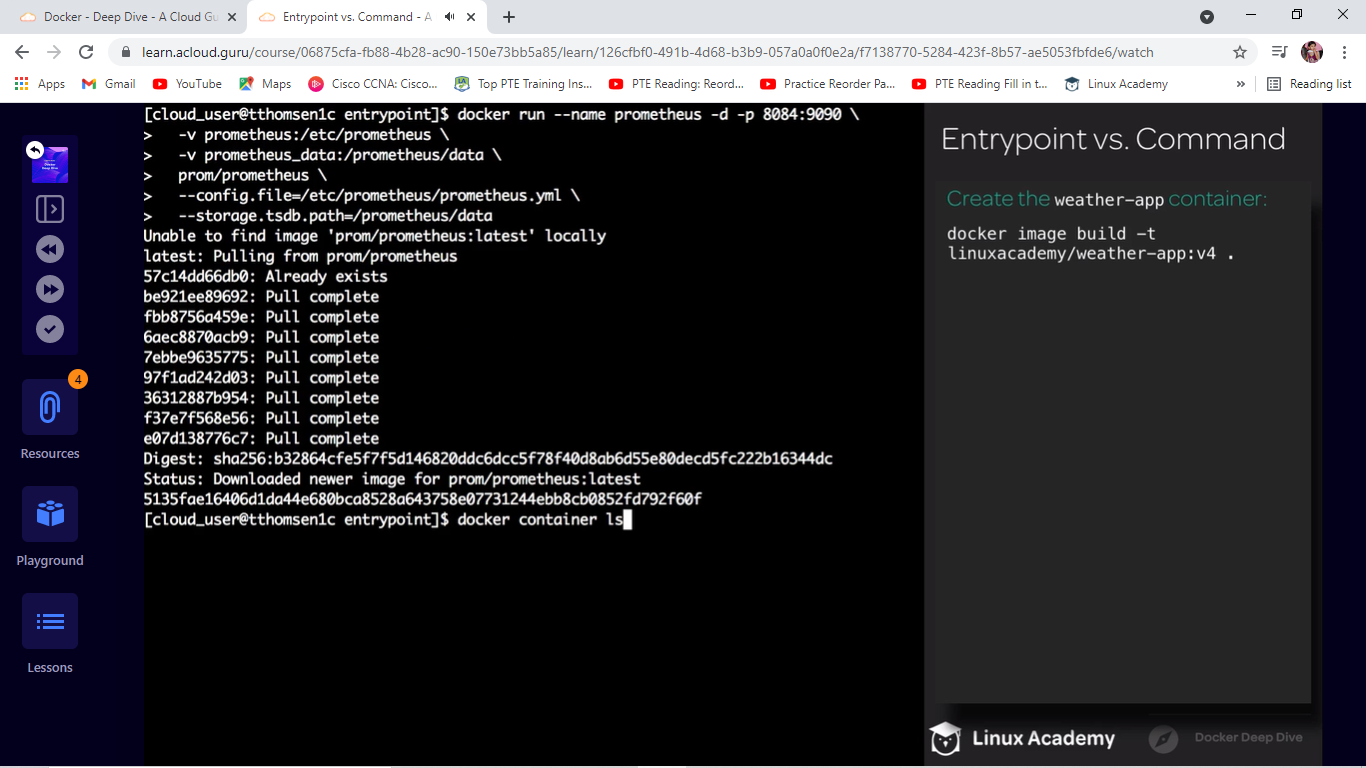 Docker - Deep Dive - A Cloud Gu
Entrypoint vs. Command - A
learn.acloud.guru/course/06875cfa-fb88-4b28-ac90-150e73bb5a85/learn/126cfbf0-491b-4d68-b3b9-057a0a0f0e2a/f7138770-5284-423f-8b57-ae5053fbfde6/watch
Apps
Gmail
YouTube
Maps
Cisco CCNA: Cisco...
Top PTE Training Ins...
PTE Reading: Reord...
Practice Reorder Pa...
PTE Reading Fill in t...
Linux Academy
»
Reading list
Docker
Deep Dive
4
Resources
Playground
Lessons
[cloud_user@tthomsen1c entrypoint]$ docker run --name prometheus -d -p 8084:9090 \
> -v prometheus:/etc/prometheus \
> -v prometheus_data:/prometheus/data \
> prom/prometheus \
> --config.file=/etc/prometheus/prometheus.yml \
> --storage.tsdb.path=/prometheus/data
Unable to find image 'prom/prometheus:latest' locally
latest: Pulling from prom/prometheus
57c14dd66db0: Already exists
be921ee89692: Pull complete
fbb8756a459e: Pull complete
6aec8870acb9: Pull complete
7ebbe9635775: Pull complete
97f1ad242d03: Pull complete
36312887b954: Pull complete
f37e7f568e56: Pull complete
e07d138776c7: Pull complete
Digest: sha256:b32864cfe5f7f5d146820ddc6dcc5f78f40d8ab6d55e80decd5fc222b16344dc
Status: Downloaded newer image for prom/prometheus:latest
5135fae16406d1da44e680bca8528a643758e07731244ebb8cb0852fd792f60f
[cloud_user@tthomsen1c entrypoint]$ docker container ls
Entrypoint vs. Command
Create the weather-app container:
docker image build -t
linuxacademy/weather-app:v4 .
Linux Academy
Docker Deep Dive